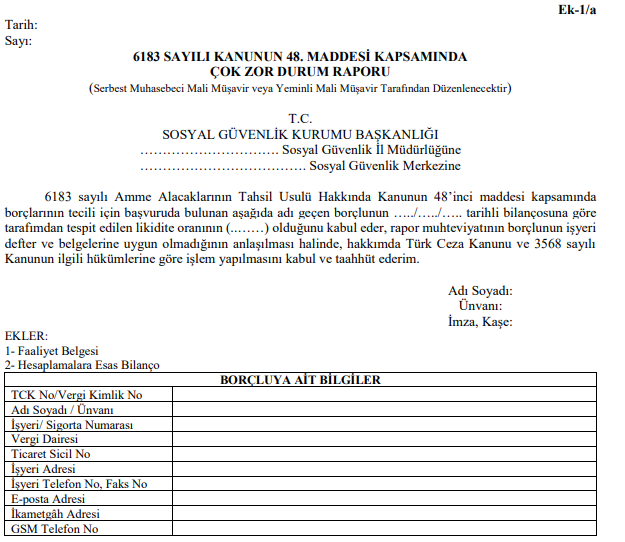 Ek-1/a
Tarih:
Sayı:
6183 SAYILI KANUNUN 48. MADDESİ KAPSAMINDA
ÇOK ZOR DURUM RAPORU
(Serbest Muhasebeci Mali Müşavir veya Yeminli Mali Müşavir Tarafından Düzenlenecektir)
T.C.
SOSYAL GÜVENLİK KURUMU BAŞKANLIĞI
…………………………. Sosyal Güvenlik İl Müdürlüğüne
………………………………. Sosyal Güvenlik Merkezine
6183 sayılı Amme Alacaklarının Tahsil Usulü Hakkında Kanunun 48’inci maddesi kapsamında
borçlarının tecili için başvuruda bulunan aşağıda adı geçen borçlunun …../…../….. tarihli bilançosuna göre
tarafımdan tespit edilen likidite oranının (..……) olduğunu kabul eder, rapor muhteviyatının borçlunun işyeri
defter ve belgelerine uygun olmadığının anlaşılması halinde, hakkımda Türk Ceza Kanunu ve 3568 sayılı
Kanunun ilgili hükümlerine göre işlem yapılmasını kabul ve taahhüt ederim.
Adı Soyadı:
Ünvanı:
İmza, Kaşe:
EKLER:
1- Faaliyet Belgesi
2- Hesaplamalara Esas Bilanço
BORÇLUYA AİT BİLGİLER
TCK No/Vergi Kimlik No
Adı Soyadı / Ünvanı
İşyeri/ Sigorta Numarası
Vergi Dairesi
Ticaret Sicil No
İşyeri Adresi
İşyeri Telefon No, Faks No
E-posta Adresi
İkametgâh Adresi
GSM Telefon No